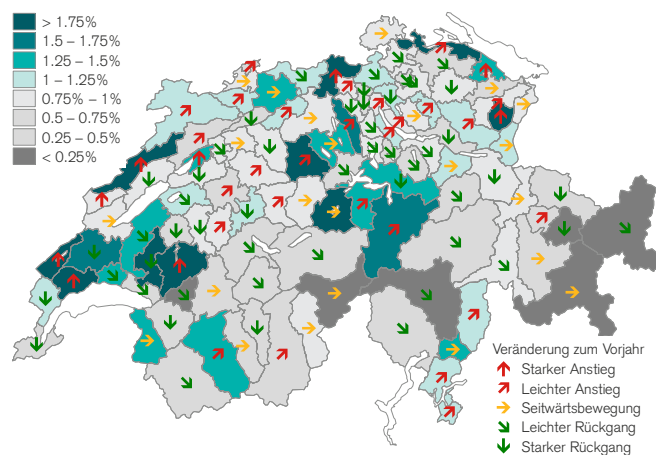 > 1.75%
1.5 – 1.75%
1.25 – 1.5%
1 – 1.25%
0.75% – 1%
0.5 – 0.75%
0.25 – 0.5%
< 0.25%
Veränderung zum Vorjahr
Starker Anstieg
Leichter Anstieg
Seitwärtsbewegung
Leichter Rückgang
Starker Rückgang